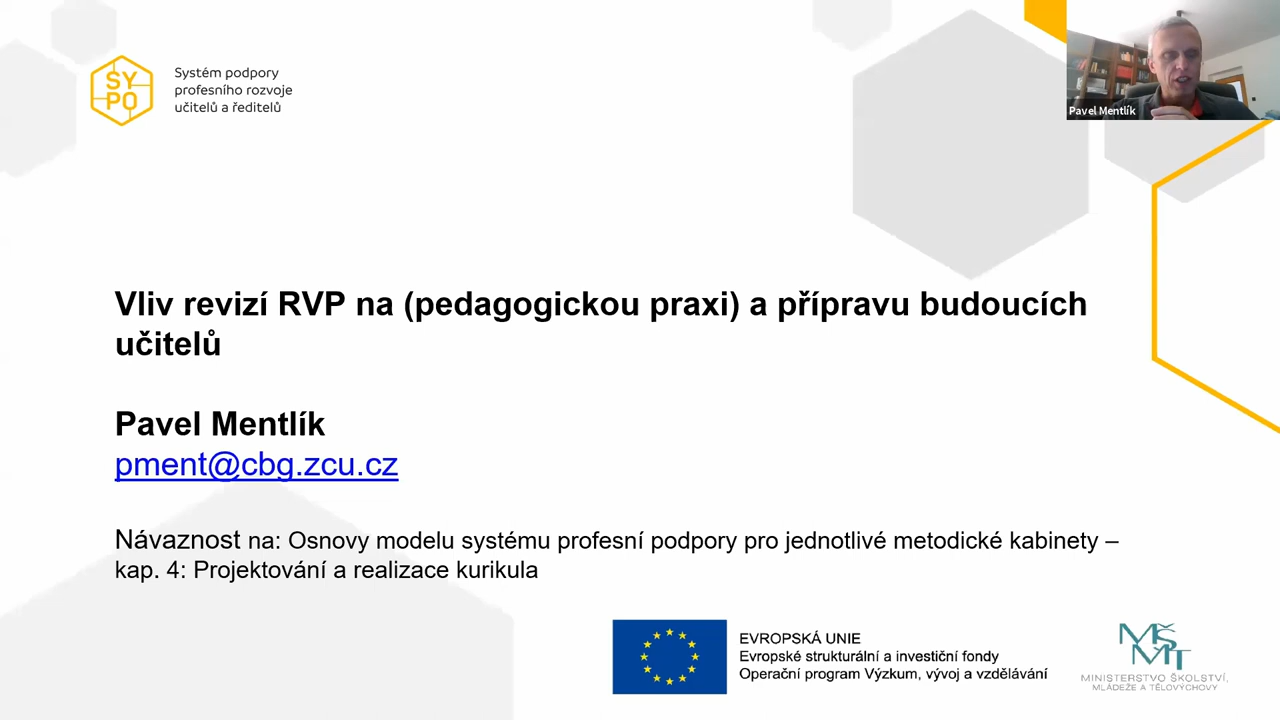 SYPO
Systém podpory
profesního rozvoje
učitelů a ředitelů
Pavel Mentlík
Vliv revizí RVP na (pedagogickou praxi) a přípravu budoucích
učitelů
Pavel Mentlík
pment@cbg.zcu.cz
Návaznost na: Osnovy modelu systému profesní podpory pro jednotlivé metodické kabinety –
kap. 4: Projektování a realizace kurikula
EVROPSKÁ UNIE
Evropské strukturální a investiční fondy
Operační program Výzkum, vývoj a vzdělávání
MŠMT
MINISTERSTVO ŠKOLSTVÍ,
MLÁDEŽE A TĚLOVÝCHOVY